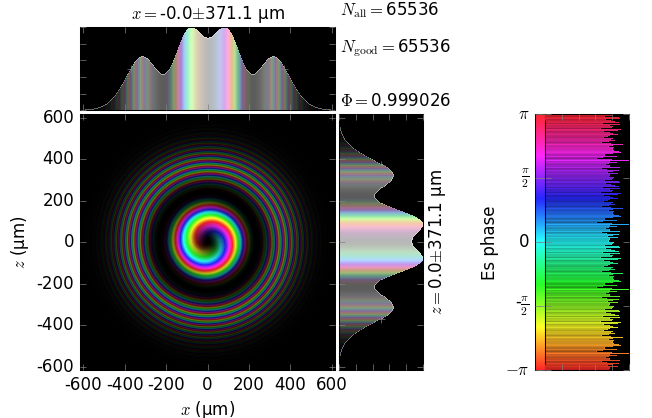 x = -0.0±371.1 µm
N_all = 65536
N_good = 65536
Φ = 0.999026
600
400
200
0
-200
-400
-600
z (µm)
-600 -400 -200 0 200 400 600
x (µm)
z = 0.0±371.1 µm
Es phase
π
π/2
0
-π/2
−π